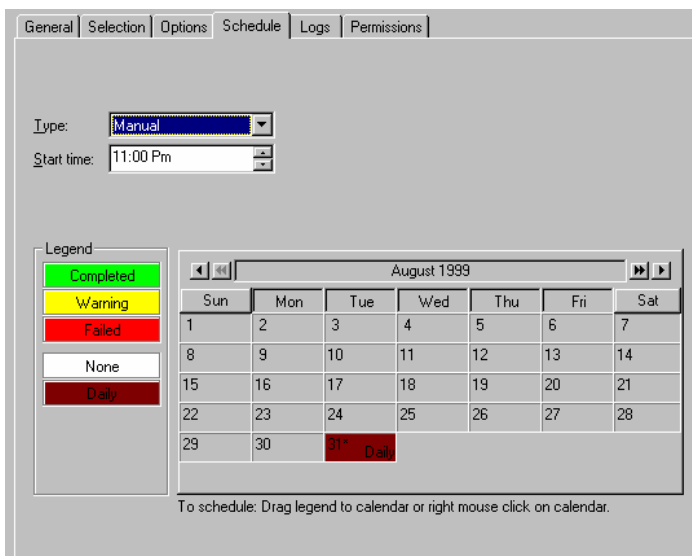 General Selection Options Schedule Logs Permissions
Type: Manual
Start time: 11:00 Pm
Legend
Completed
Warning
Failed
None
Daily
August 1999
Sun Mon Tue Wed Thu Fri Sat
1 2 3 4 5 6 7
8 9 10 11 12 13 14
15 16 17 18 19 20 21
22 23 24 25 26 27 28
29 30 31* Daily
To schedule: Drag legend to calendar or right mouse click on calendar.